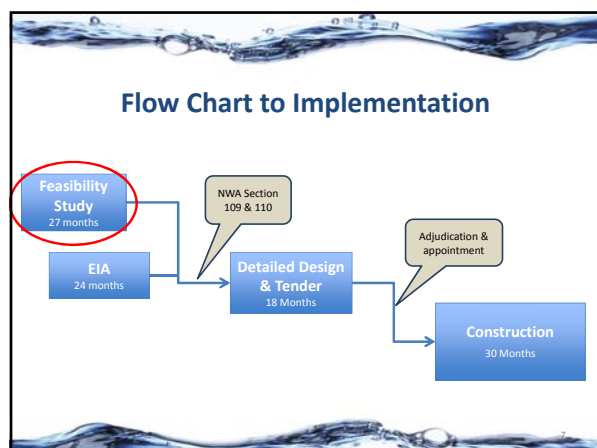 Flow Chart to Implementation
Feasibility
Study
27 months
NWA Section
109 & 110
EIA
24 months
Detailed Design
& Tender
18 Months
Adjudication &
appointment
Construction
30 Months
7